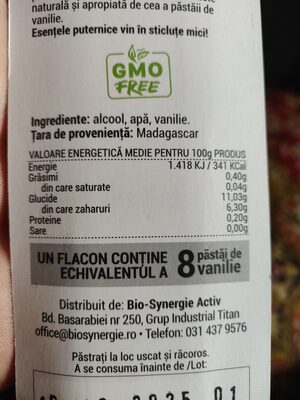 naturală și apropiată de cea a păstăii de
vanilie.
Esențele puternice vin în sticluțe mici!
GMO
FREE
Ingrediente: alcool, apă, vanilie.
Țara de proveniență: Madagascar
VALOARE ENERGETICĂ MEDIE PENTRU 100g PRODUS
Energie 1.418 KJ / 341 KCal
Grăsimi 0,40g
din care saturate 0,04g
Glucide 11,03g
din care zaharuri 6,30g
Proteine 0,20g
Sare 0,00g
UN FLACON CONȚINE
ECHIVALENTUL A 8 păstăi de
vanilie
Distribuit de: Bio-Synergie Activ
Bd. Basarabiei nr 250, Grup Industrial Titan
office@biosynergie.ro • Telefon: 031 437 9576
Păstrați la loc uscat și răcoros.
A se consuma înainte de /Lot:
2025 01